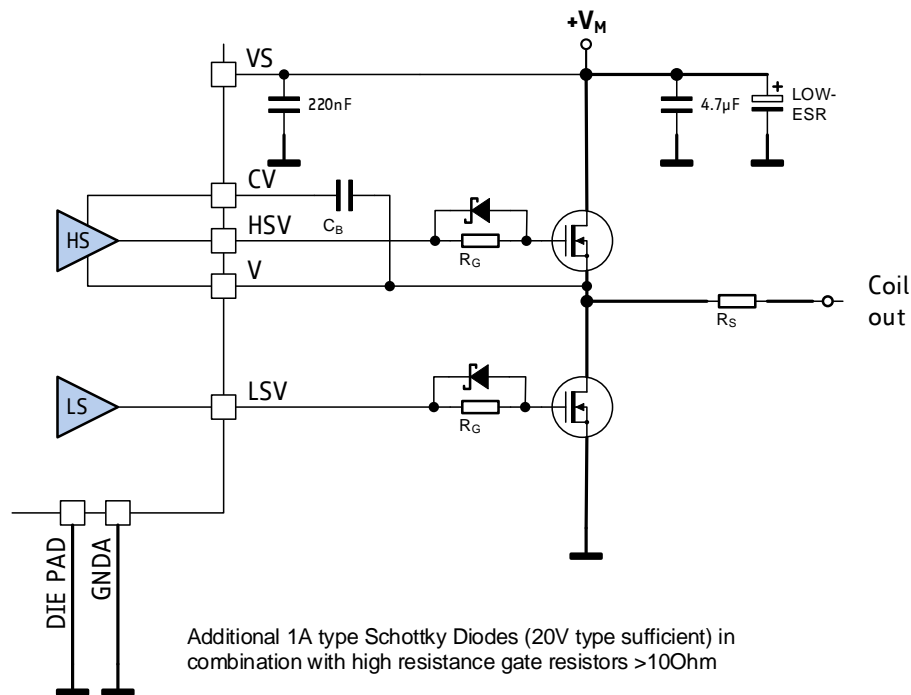 +VM
VS
220nF
4.7µF
+
LOW-
ESR
CV
CB
HS
HSV
RG
V
Coil
out
RS
LS
LSV
RG
DIE PAD
GNDA
Additional 1A type Schottky Diodes (20V type sufficient) in
combination with high resistance gate resistors >10Ohm